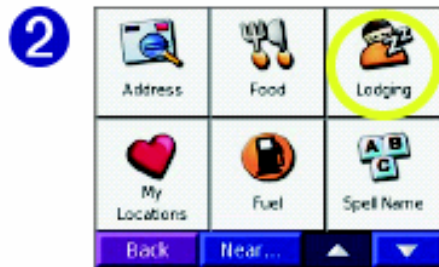 2
Address Food Lodging
A B
C
My
Locations
Fuel Spell Name
Back Near...